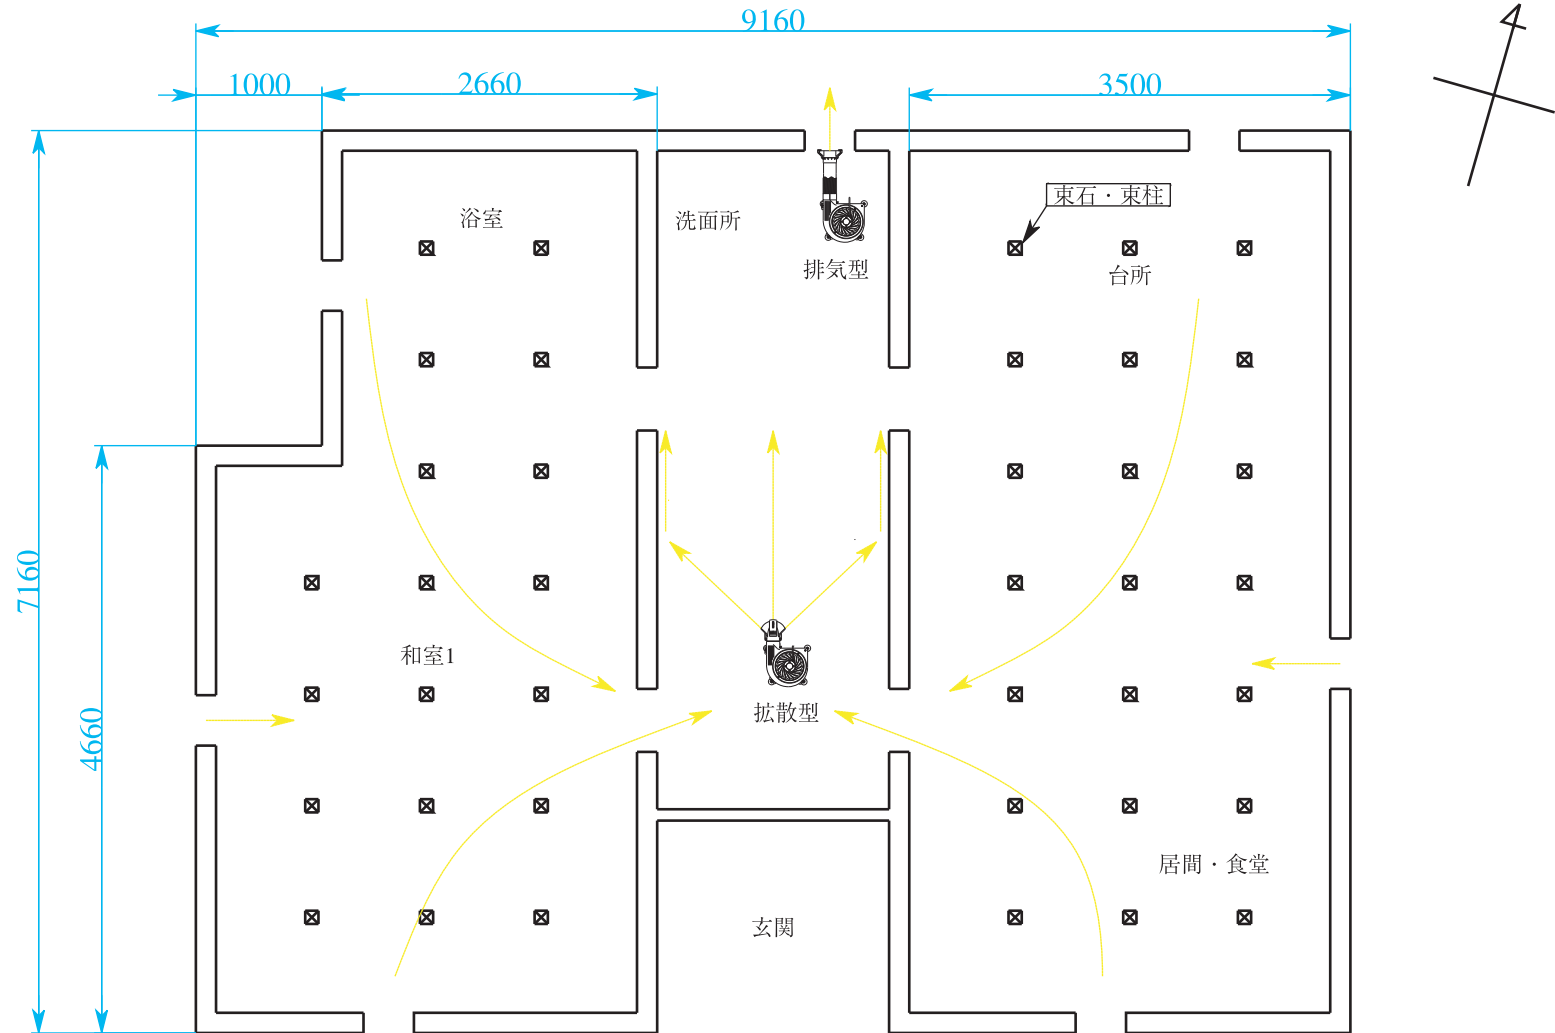 9160
1000
2660
3500
浴室
洗面所
排気型
束石・束柱
台所
7160
4660
和室1
拡散型
居間・食堂
玄関